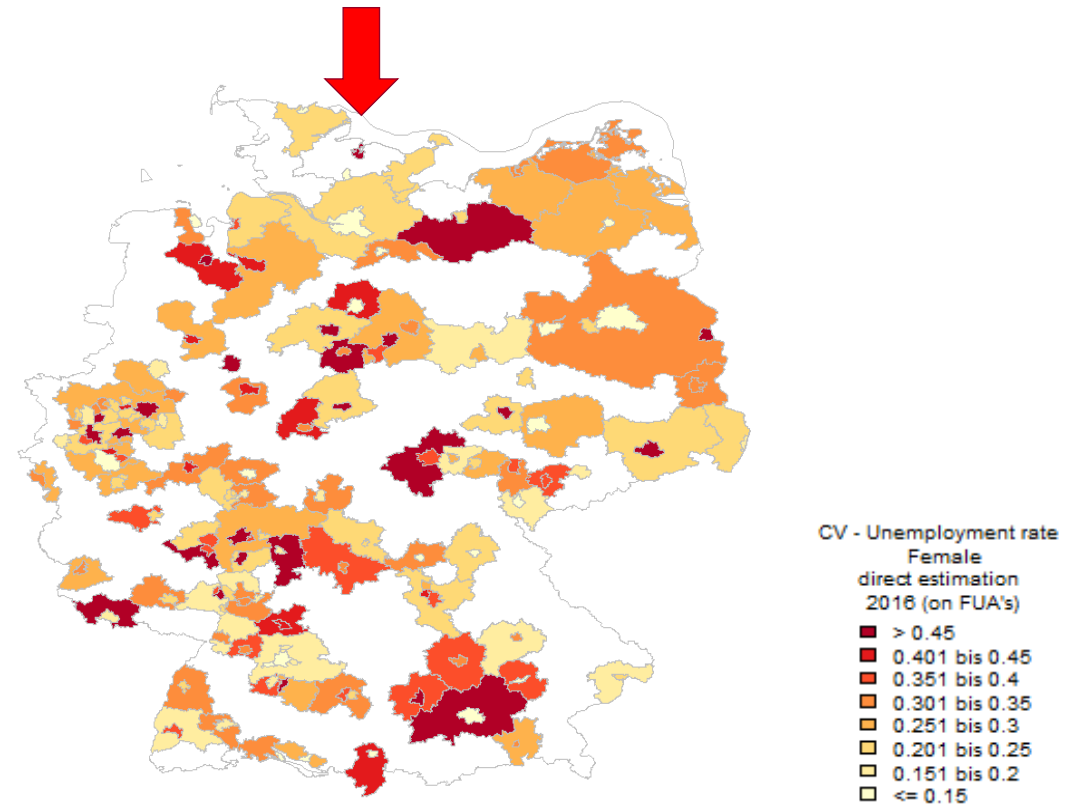 CV - Unemployment rate
Female
direct estimation
2016 (on FUA's)
> 0.45
0.401 bis 0.45
0.351 bis 0.4
0.301 bis 0.35
0.251 bis 0.3
0.201 bis 0.25
0.151 bis 0.2
<= 0.15